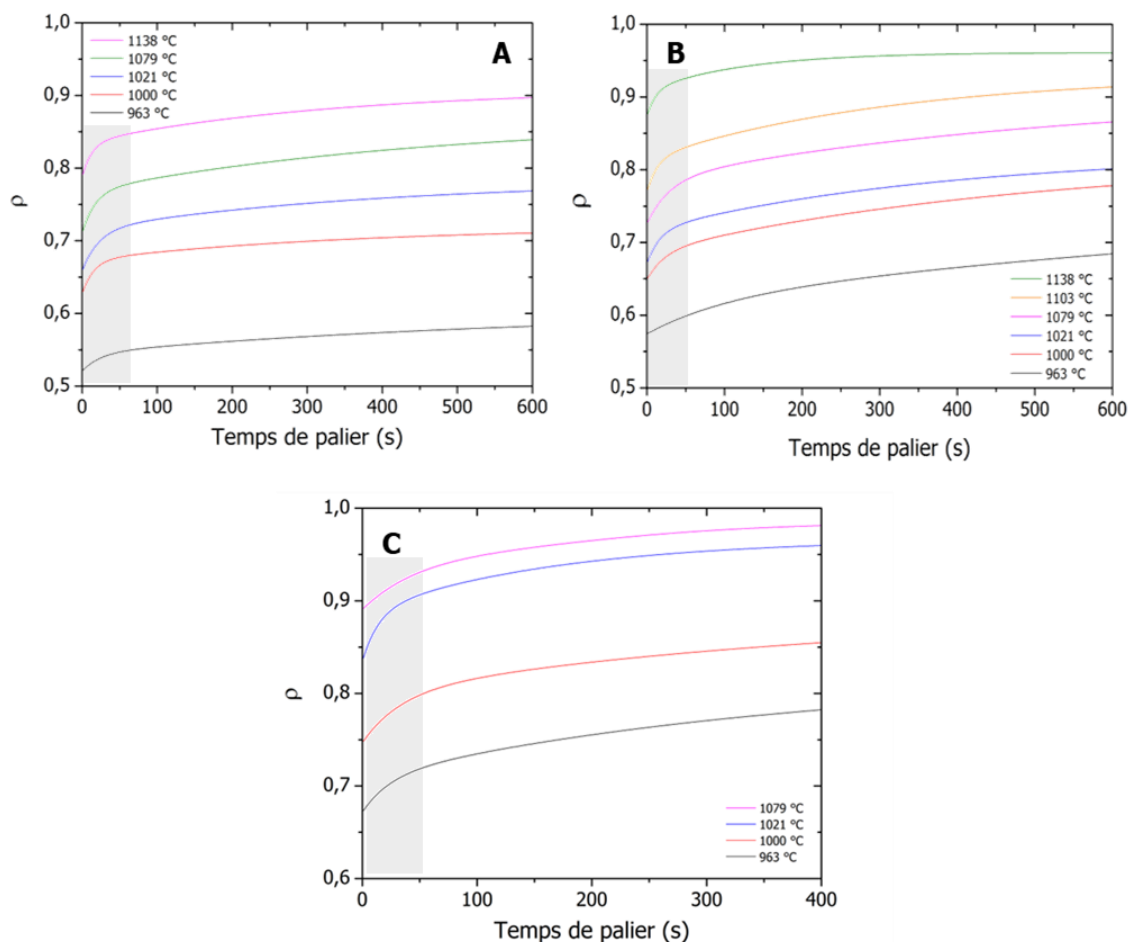 A
1138 °C
1079 °C
1021 °C
1000 °C
963 °C
1,0
0,9
0,8
0,7
0,6
0,5
ρ
0 100 200 300 400 500 600
Temps de palier (s)
B
1,0
0,9
0,8
0,7
0,6
0,5
ρ
1138 °C
1103 °C
1079 °C
1021 °C
1000 °C
963 °C
0 100 200 300 400 500 600
Temps de palier (s)
C
1,0
0,9
0,8
0,7
0,6
ρ
1079 °C
1021 °C
1000 °C
963 °C
0 100 200 300 400
Temps de palier (s)